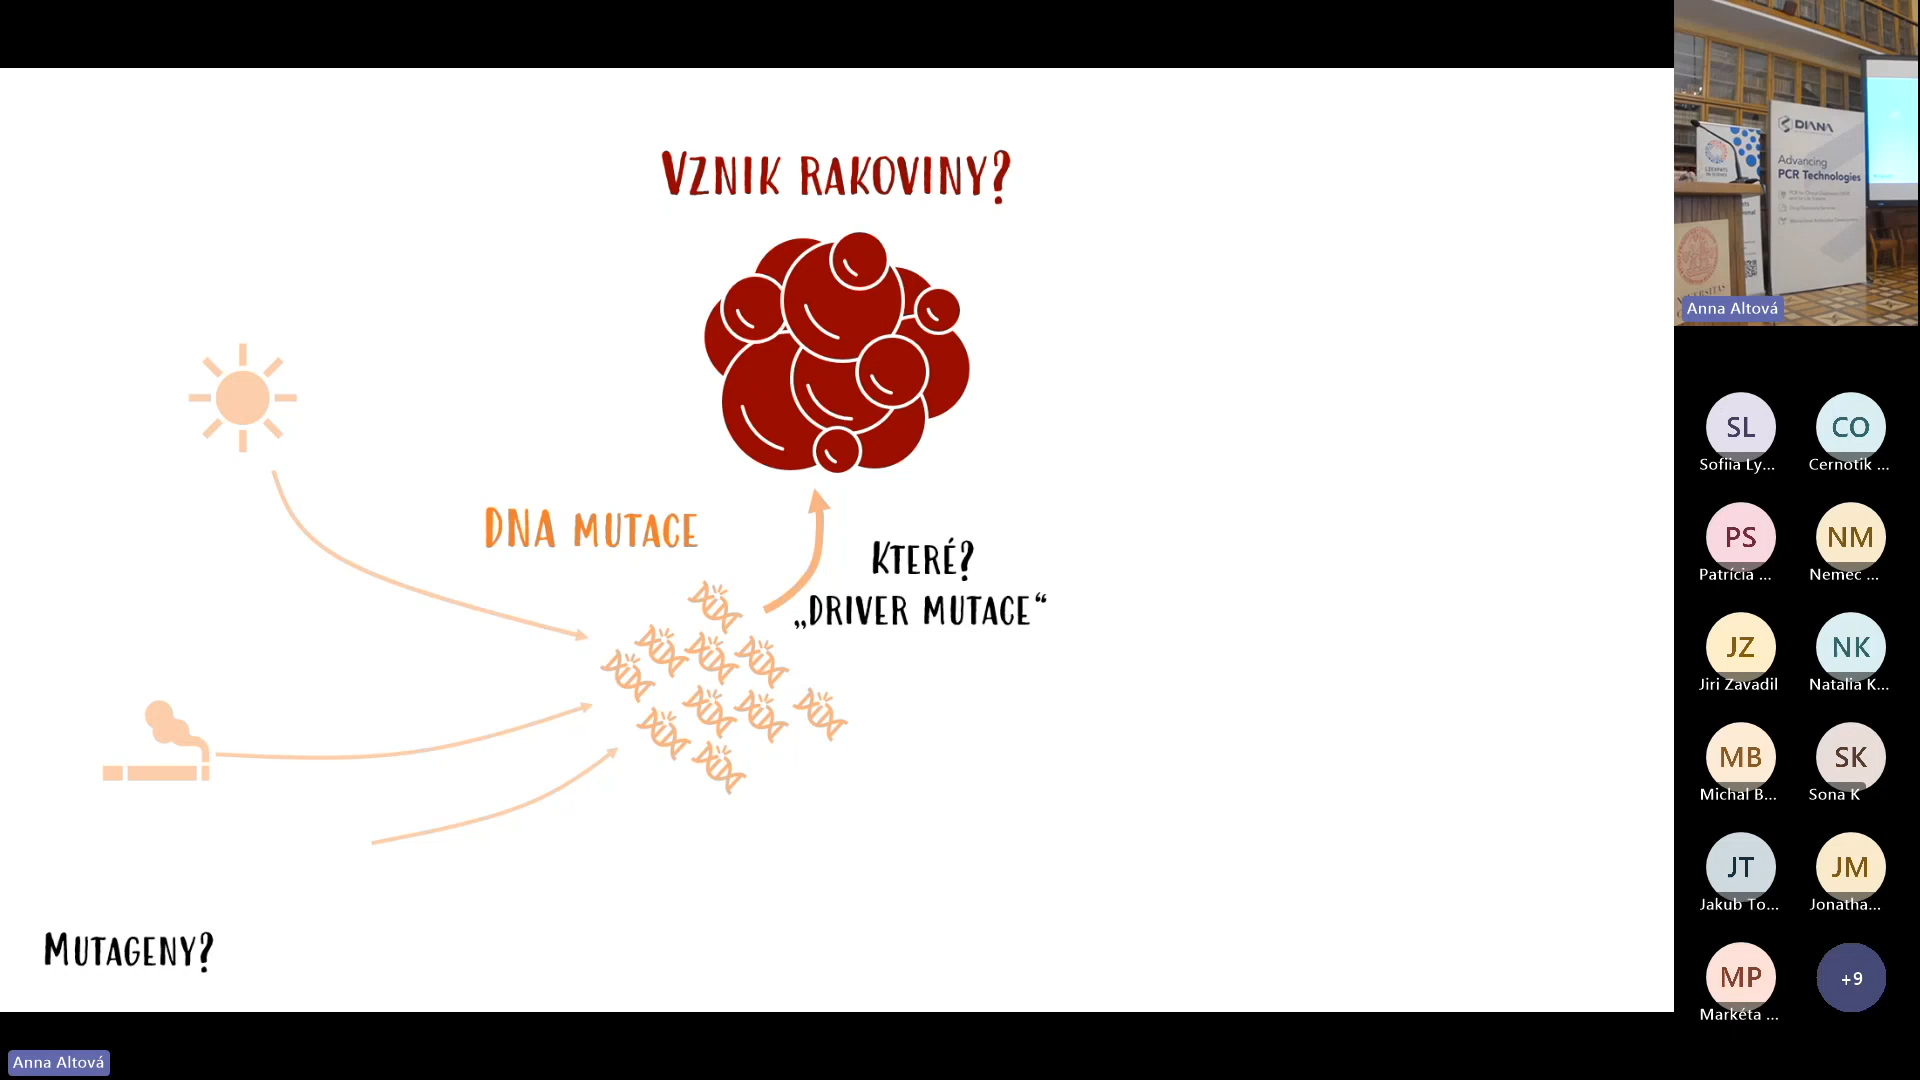 VZNIK RAKOVINY?
DNA MUTACE
KTERÉ?
„DRIVER MUTACE“
MUTAGENY?
Anna Altová
DIANA
Advancing
PCR Technologies
Anna Altová
SL
Sofiia Ly...
CO
Cernotik ...
PS
Patrícia ...
NM
Nemec ...
JZ
Jiri Zavadil
NK
Natalia K...
MB
Michal B...
SK
Sona K
JT
Jakub To...
JM
Jonatha...
MP
Markéta ...
+9